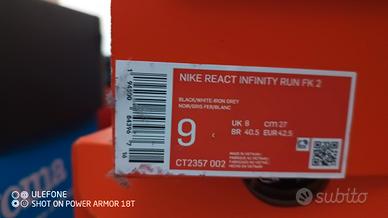 NIKE REACT INFINITY RUN FK 2
BLACK/WHITE-IRON GREY
NOIR/GRIS FER/BLANC
9
UK 8 cm 27
BR 40.5 EUR 42.5
CT2357 002
MADE IN VIETNAM
ULEFONE
SHOT ON POWER ARMOR 18T
subito